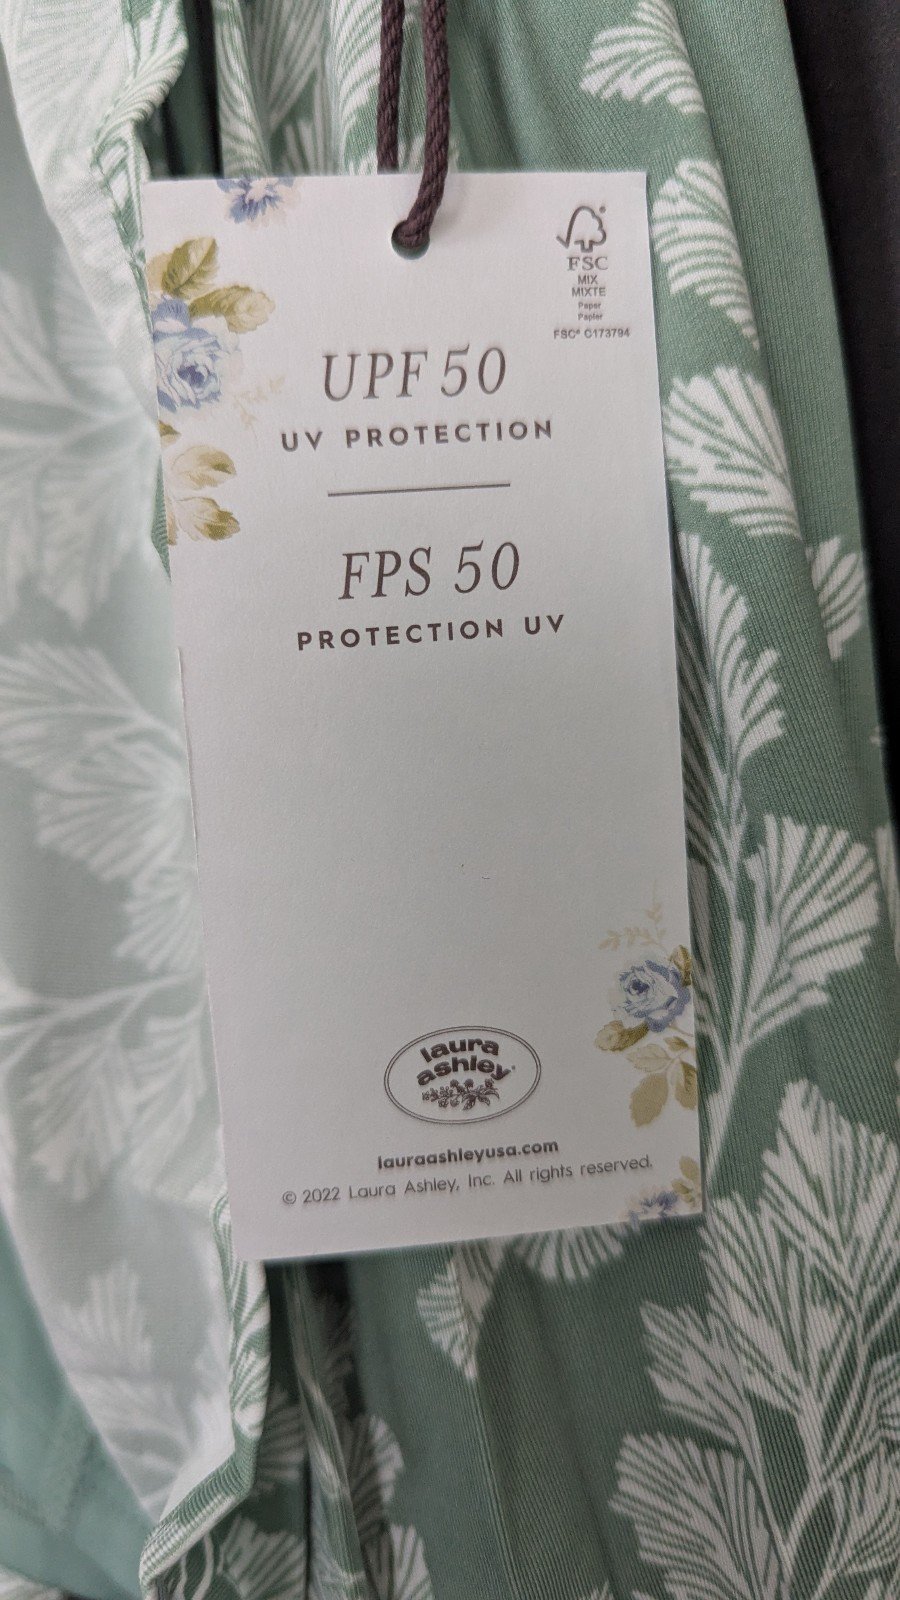 FSC
MIX
MIXTE
Paper
Papier
FSC® C173794
UPF 50
UV PROTECTION
FPS 50
PROTECTION UV
laura
ashley®
lauraashleyusa.com
© 2022 Laura Ashley, Inc. All rights reserved.